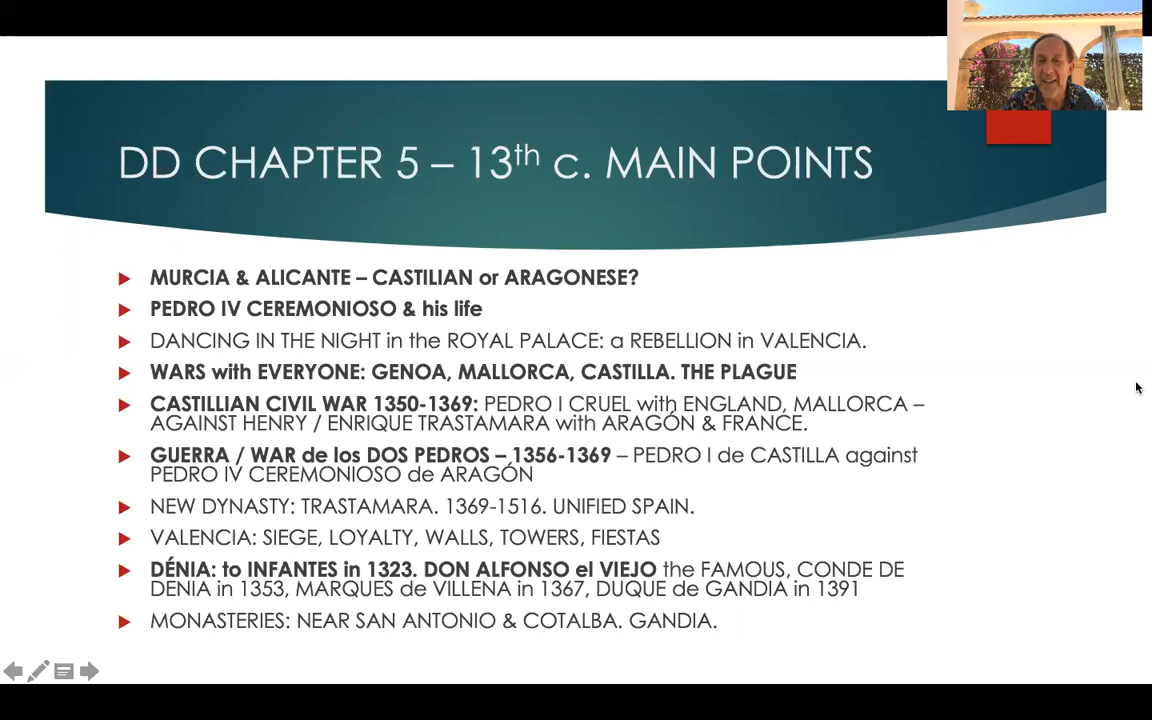 DD CHAPTER 5 – 13th c. MAIN POINTS
MURCIA & ALICANTE – CASTILIAN or ARAGONESE?
PEDRO IV CEREMONIOSO & his life
DANCING IN THE NIGHT in the ROYAL PALACE: a REBELLION in VALENCIA.
WARS with EVERYONE: GENOA, MALLORCA, CASTILLA. THE PLAGUE
CASTILLIAN CIVIL WAR 1350-1369: PEDRO I CRUEL with ENGLAND, MALLORCA –
AGAINST HENRY / ENRIQUE TRASTAMARA with ARAGÓN & FRANCE.
GUERRA / WAR de los DOS PEDROS – 1356-1369 – PEDRO I de CASTILLA against
PEDRO IV CEREMONIOSO de ARAGÓN
NEW DYNASTY: TRASTAMARA. 1369-1516. UNIFIED SPAIN.
VALENCIA: SIEGE, LOYALTY, WALLS, TOWERS, FIESTAS
DÉNIA: to INFANTES in 1323. DON ALFONSO el VIEJO the FAMOUS, CONDE DE
DENIA in 1353, MARQUES de VILLENA in 1367, DUQUE de GANDIA in 1391
MONASTERIES: NEAR SAN ANTONIO & COTALBA. GANDIA.